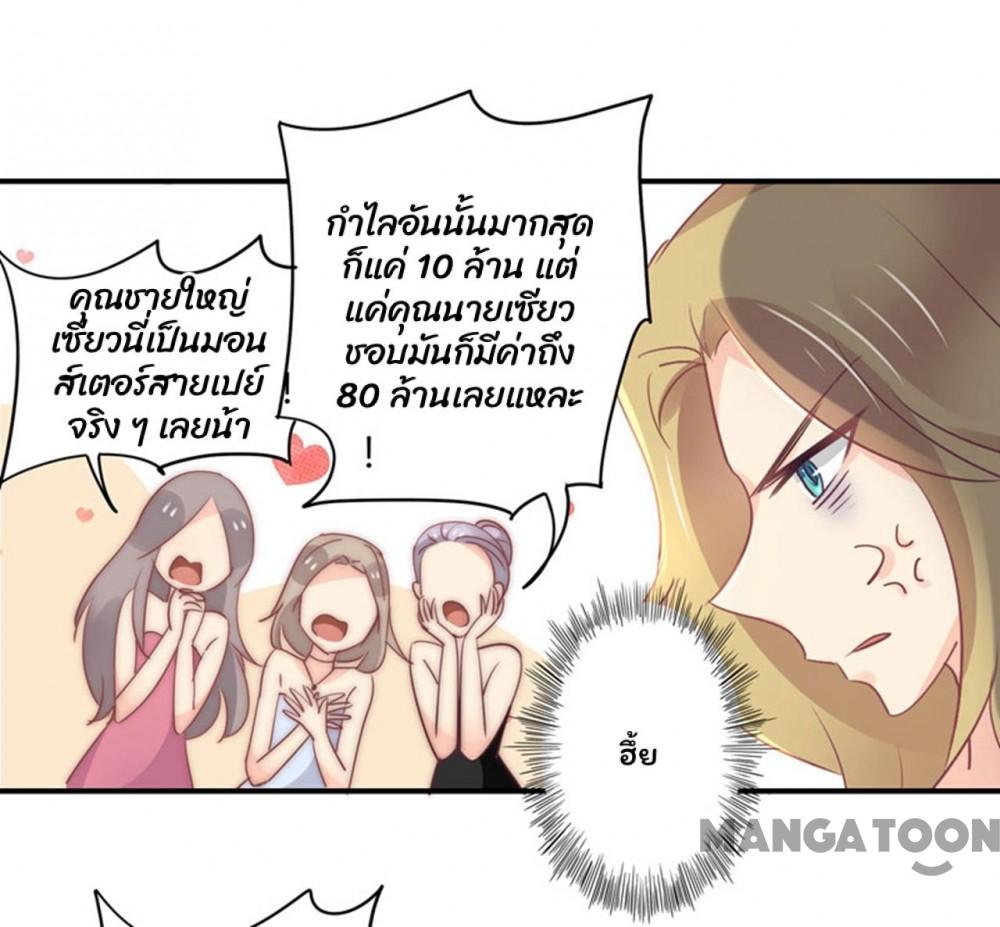 กำไลอันนั้นมากสุด
ก็แค่ 10 ล้าน แต่
แค่คุณนายเซียว
ชอบมันก็มีค่าถึง
80 ล้านเลยแหละ
!
คุณชายใหญ่
เซียวนี่เป็นมอน
ส์เตอร์สายเปย์
จริง ๆ เลยน้า
!
ฮึ้ย
MANGATOON